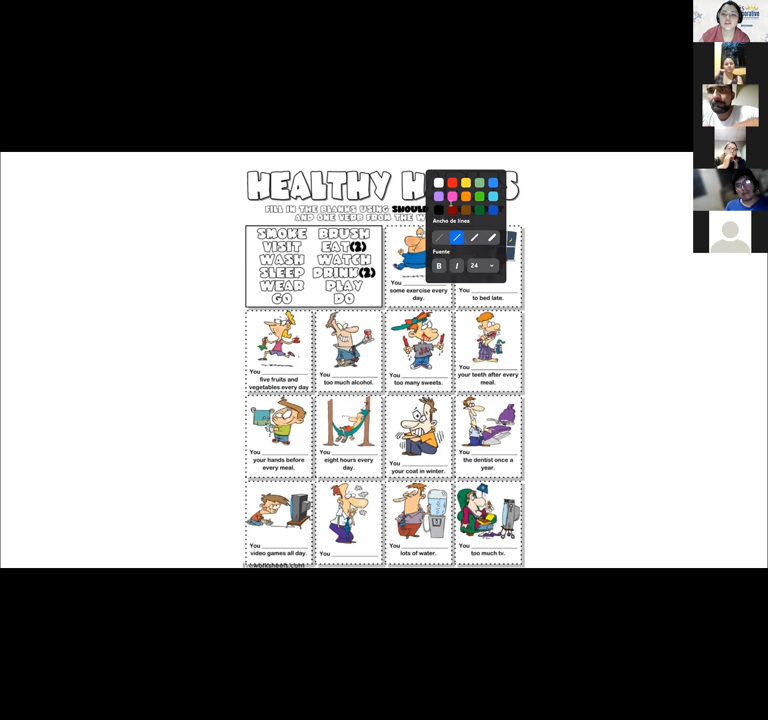 HEALTHY H
S
FILL IN THE BLANKS USING SHOUL
AND ONE VERB FROM THE W
SMOKE BRUSH
VISIT EAT(2)
WASH WATCH
SLEEP DRINK(2)
WEAR PLAY
GO DO
Ancho de línea
Fuente
B I 24
You
some exercise every
day.
to bed late.
You
five fruits and
vegetables every day
You
too much alcohol.
You
too many sweets.
You
your teeth after every
meal.
You
your hands before
every meal.
You
eight hours every
day.
You
your coat in winter.
You
the dentist once a
year.
You
video games all day.
You
You
lots of water.
You
too much tv.
eworksheets.com